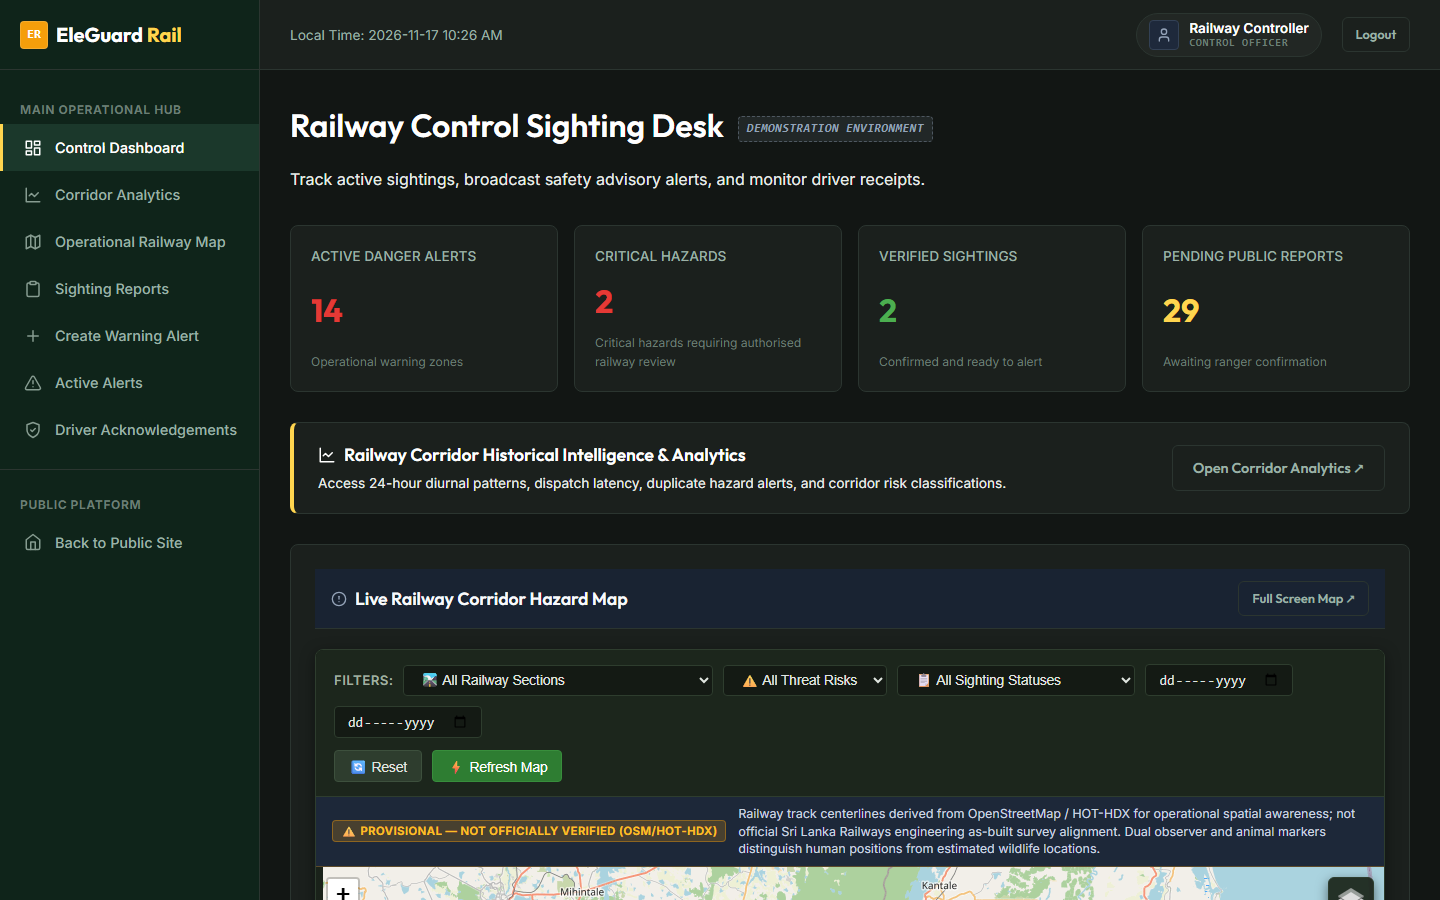 ER EleGuard Rail
Local Time: 2026-11-17 10:26 AM
Railway Controller
CONTROL OFFICER
Logout
MAIN OPERATIONAL HUB
Control Dashboard
Corridor Analytics
Operational Railway Map
Sighting Reports
Create Warning Alert
Active Alerts
Driver Acknowledgements
PUBLIC PLATFORM
Back to Public Site
Railway Control Sighting Desk
DEMONSTRATION ENVIRONMENT
Track active sightings, broadcast safety advisory alerts, and monitor driver receipts.
ACTIVE DANGER ALERTS
14
Operational warning zones
CRITICAL HAZARDS
2
Critical hazards requiring authorised
railway review
VERIFIED SIGHTINGS
2
Confirmed and ready to alert
PENDING PUBLIC REPORTS
29
Awaiting ranger confirmation
Railway Corridor Historical Intelligence & Analytics
Access 24-hour diurnal patterns, dispatch latency, duplicate hazard alerts, and corridor risk classifications.
Open Corridor Analytics ↗
Live Railway Corridor Hazard Map
Full Screen Map ↗
FILTERS:
All Railway Sections
All Threat Risks
All Sighting Statuses
dd-----yyyy
dd-----yyyy
Reset
Refresh Map
PROVISIONAL — NOT OFFICIALLY VERIFIED (OSM/HOT-HDX)
Railway track centerlines derived from OpenStreetMap / HOT-HDX for operational spatial awareness; not
official Sri Lanka Railways engineering as-built survey alignment. Dual observer and animal markers
distinguish human positions from estimated wildlife locations.
+
Mihintale
Kantale